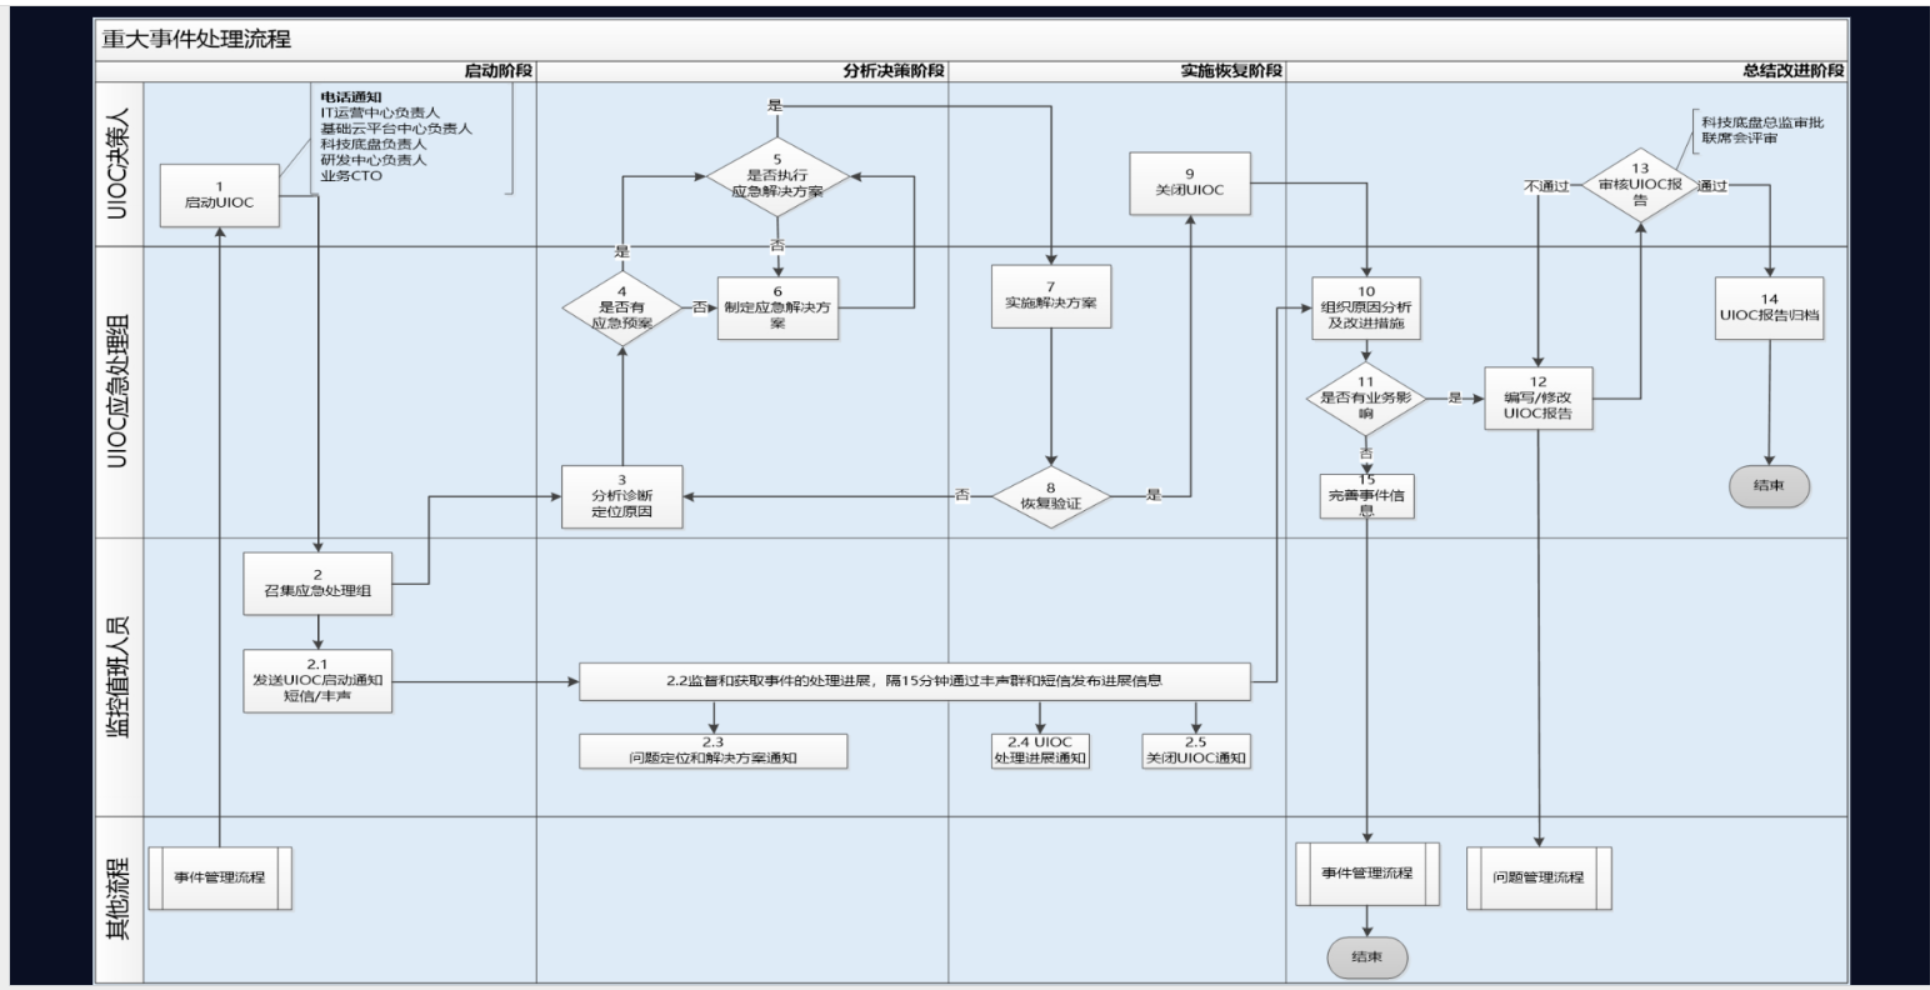 重大事件处理流程
启动阶段
分析决策阶段
实施恢复阶段
总结改进阶段
UIOC决策人
电话通知
IT运营中心负责人
基础云平台中心负责人
科技底盘负责人
研发中心负责人
业务CTO
1
启动UIOC
是
5
是否执行
应急解决方案
否
9
关闭UIOC
科技底盘总监审批
联席会评审
13
审核UIOC报
告
不通过
通过
UIOC应急处理组
是
4
是否有
应急预案
否
6
制定应急解决方
案
7
实施解决方案
10
组织原因分析
及改进措施
14
UIOC报告归档
11
是否有业务影
响
是
12
编写/修改
UIOC报告
否
3
分析诊断
定位原因
否
8
恢复验证
是
15
完善事件信
息
结束
监控值班人员
2
召集应急处理组
2.1
发送UIOC启动通知
短信/丰声
2.2监督和获取事件的处理进展，隔15分钟通过丰声群和短信发布进展信息
2.3
问题定位和解决方案通知
2.4 UIOC
处理进展通知
2.5
关闭UIOC通知
其他流程
事件管理流程
事件管理流程
问题管理流程
结束